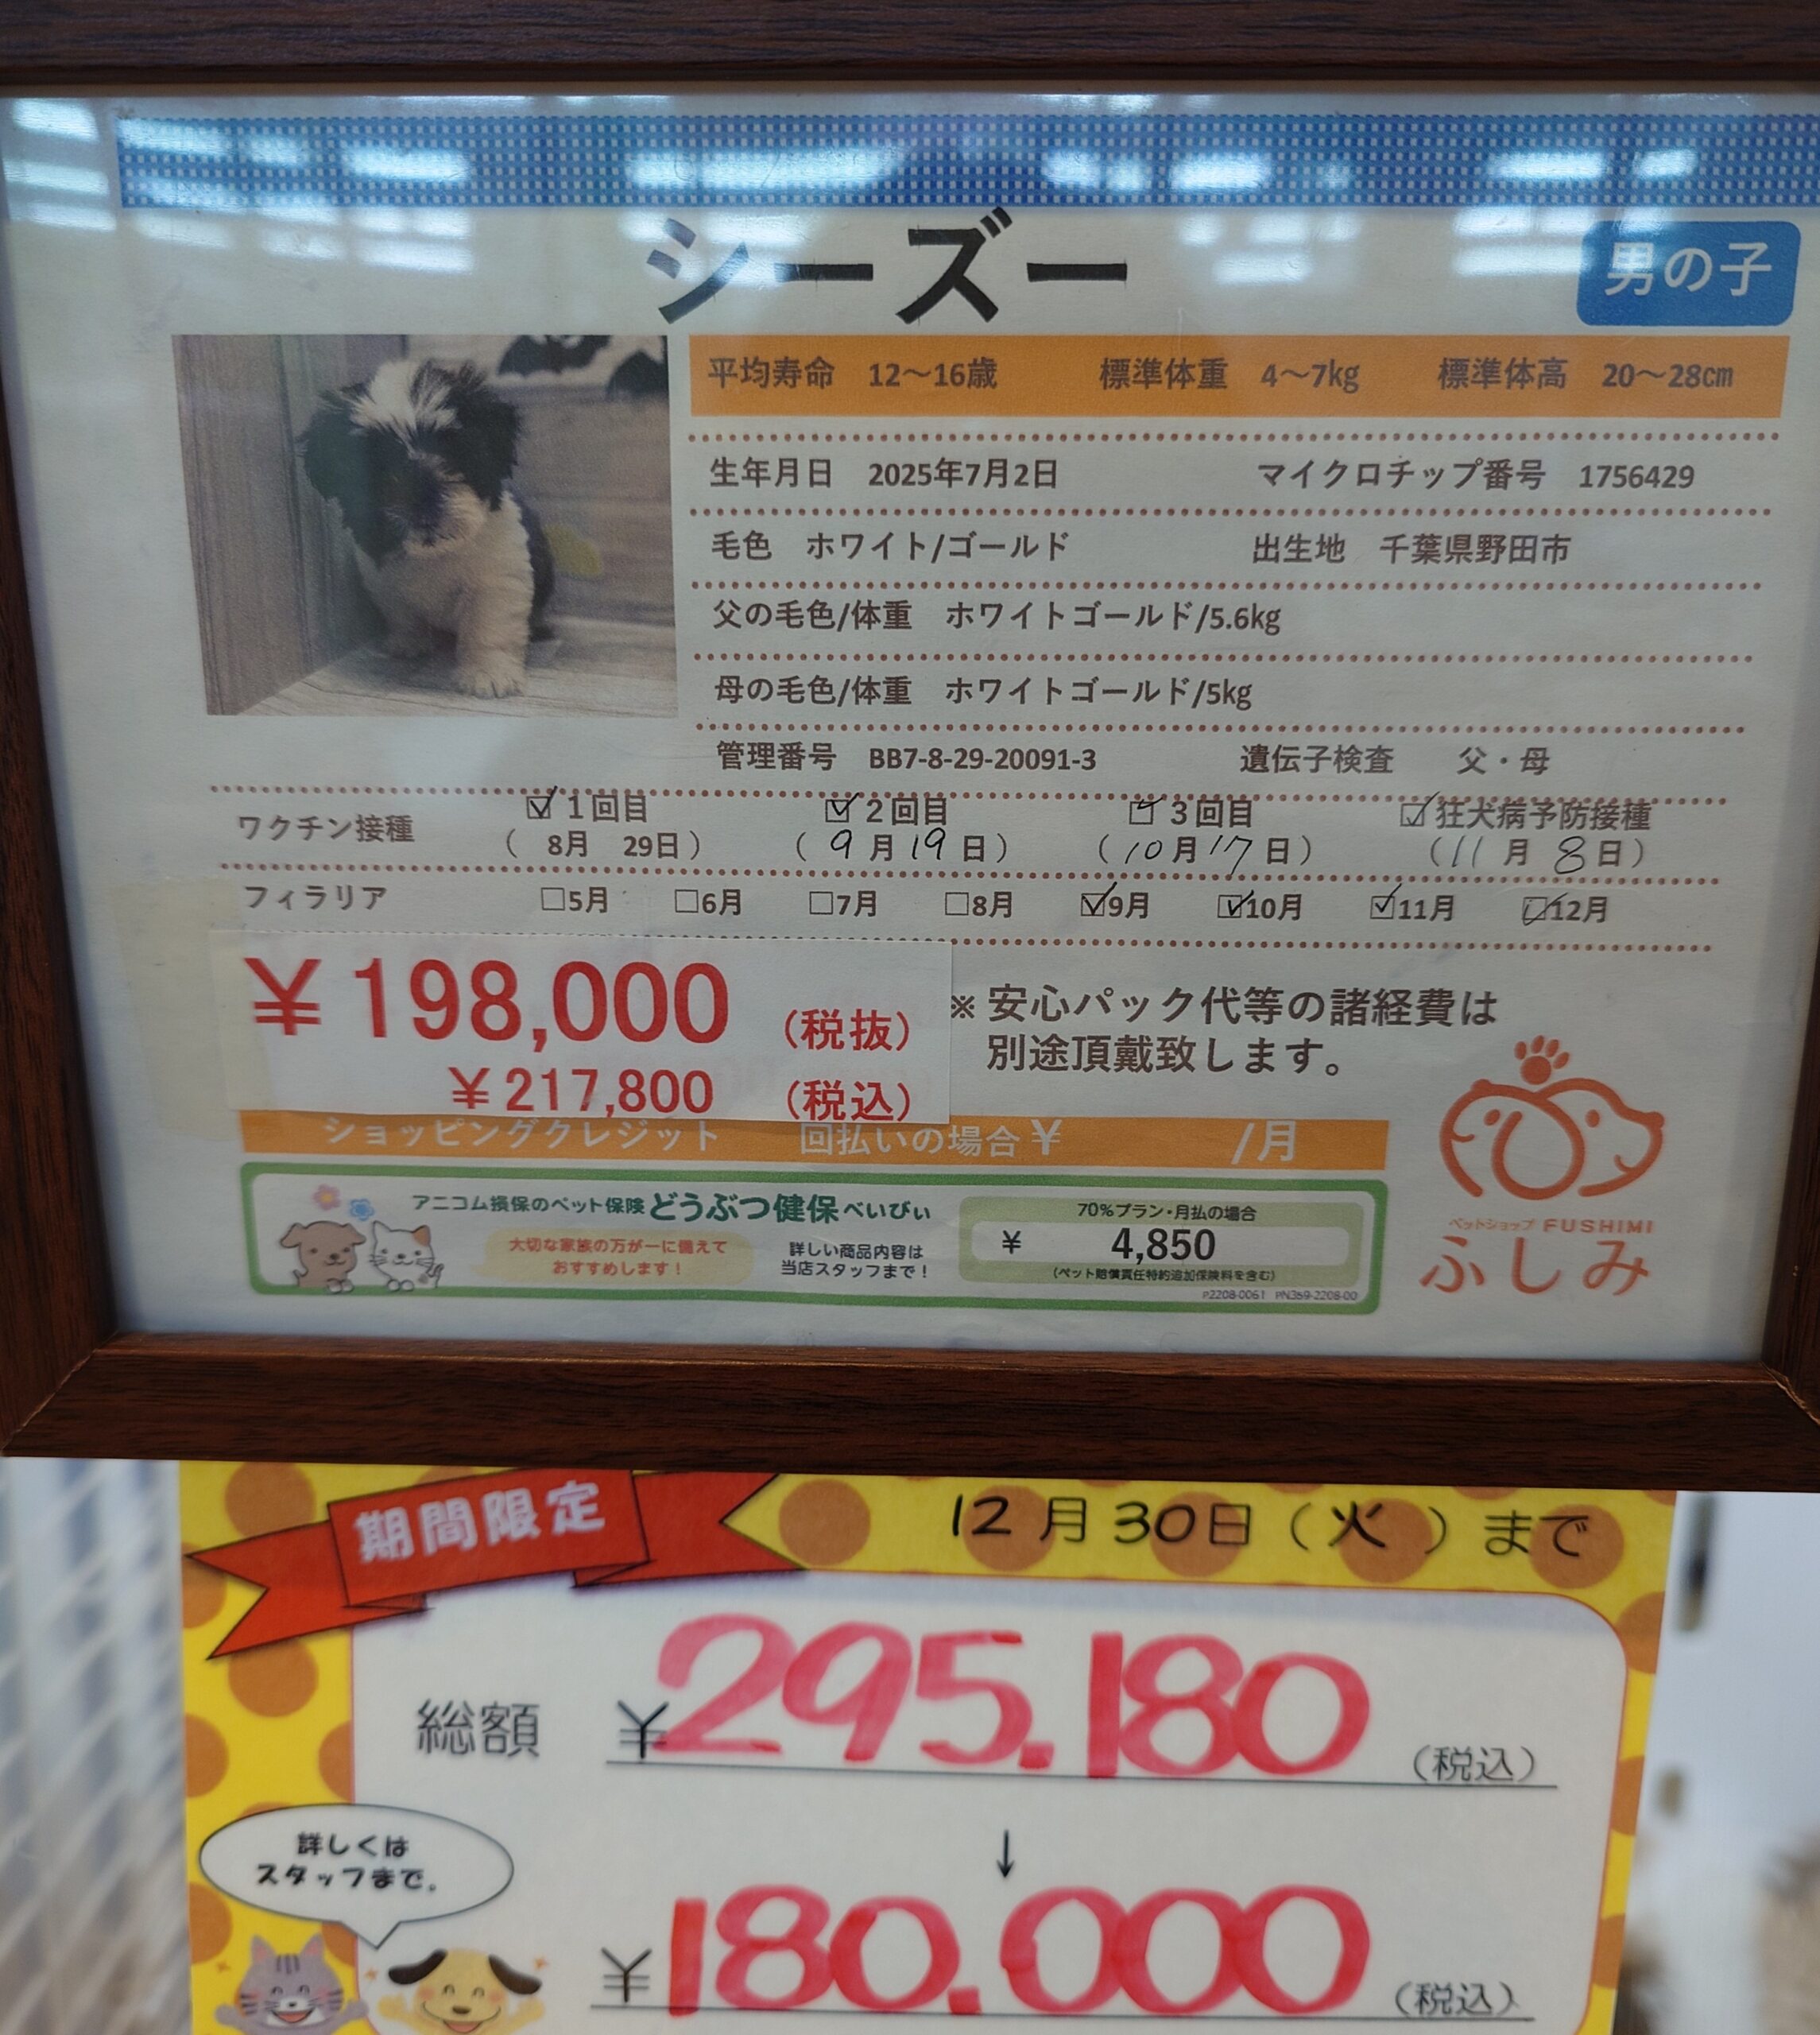 シーズー
男の子
平均寿命 12～16歳 標準体重 4～7kg 標準体高 20～28cm
生年月日 2025年7月2日 マイクロチップ番号 1756429
毛色 ホワイト/ゴールド 出生地 千葉県野田市
父の毛色/体重 ホワイトゴールド/5.6kg
母の毛色/体重 ホワイトゴールド/5kg
管理番号 BB7-8-29-20091-3 遺伝子検査 父・母
ワクチン接種 ☑1回目 ☑2回目 ☑3回目 ☑狂犬病予防接種
（8月 29日） （9月19日） （10月17日） （11月8日）
フィラリア □5月 □6月 □7月 □8月 ☑9月 ☑10月 ☑11月 ☑12月
￥198,000 （税抜）
￥217,800 （税込）
※安心パック代等の諸経費は
別途頂戴致します。
ショッピングクレジット 回払いの場合￥ /月
アニコム損保のペット保険どうぶつ健保べいびぃ
大切な家族の万が一に備えて
おすすめします！
詳しい商品内容は
当店スタッフまで！
70%プラン・月払の場合
￥ 4,850
（ペット賠償責任特約追加保険料を含む）
P2208-0061 PN369-2208-00
ペットショップ FUSHIMI
ふしみ
期間限定
12月30日（火）まで
総額 ￥295.180（税込）
↓
詳しくは
スタッフまで。
￥180.000（税込）